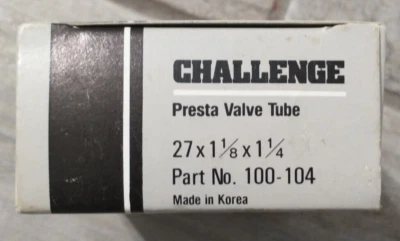 CHALLENGE
Presta Valve Tube
27 x 1⅛ x 1¼
Part No. 100-104
Made in Korea